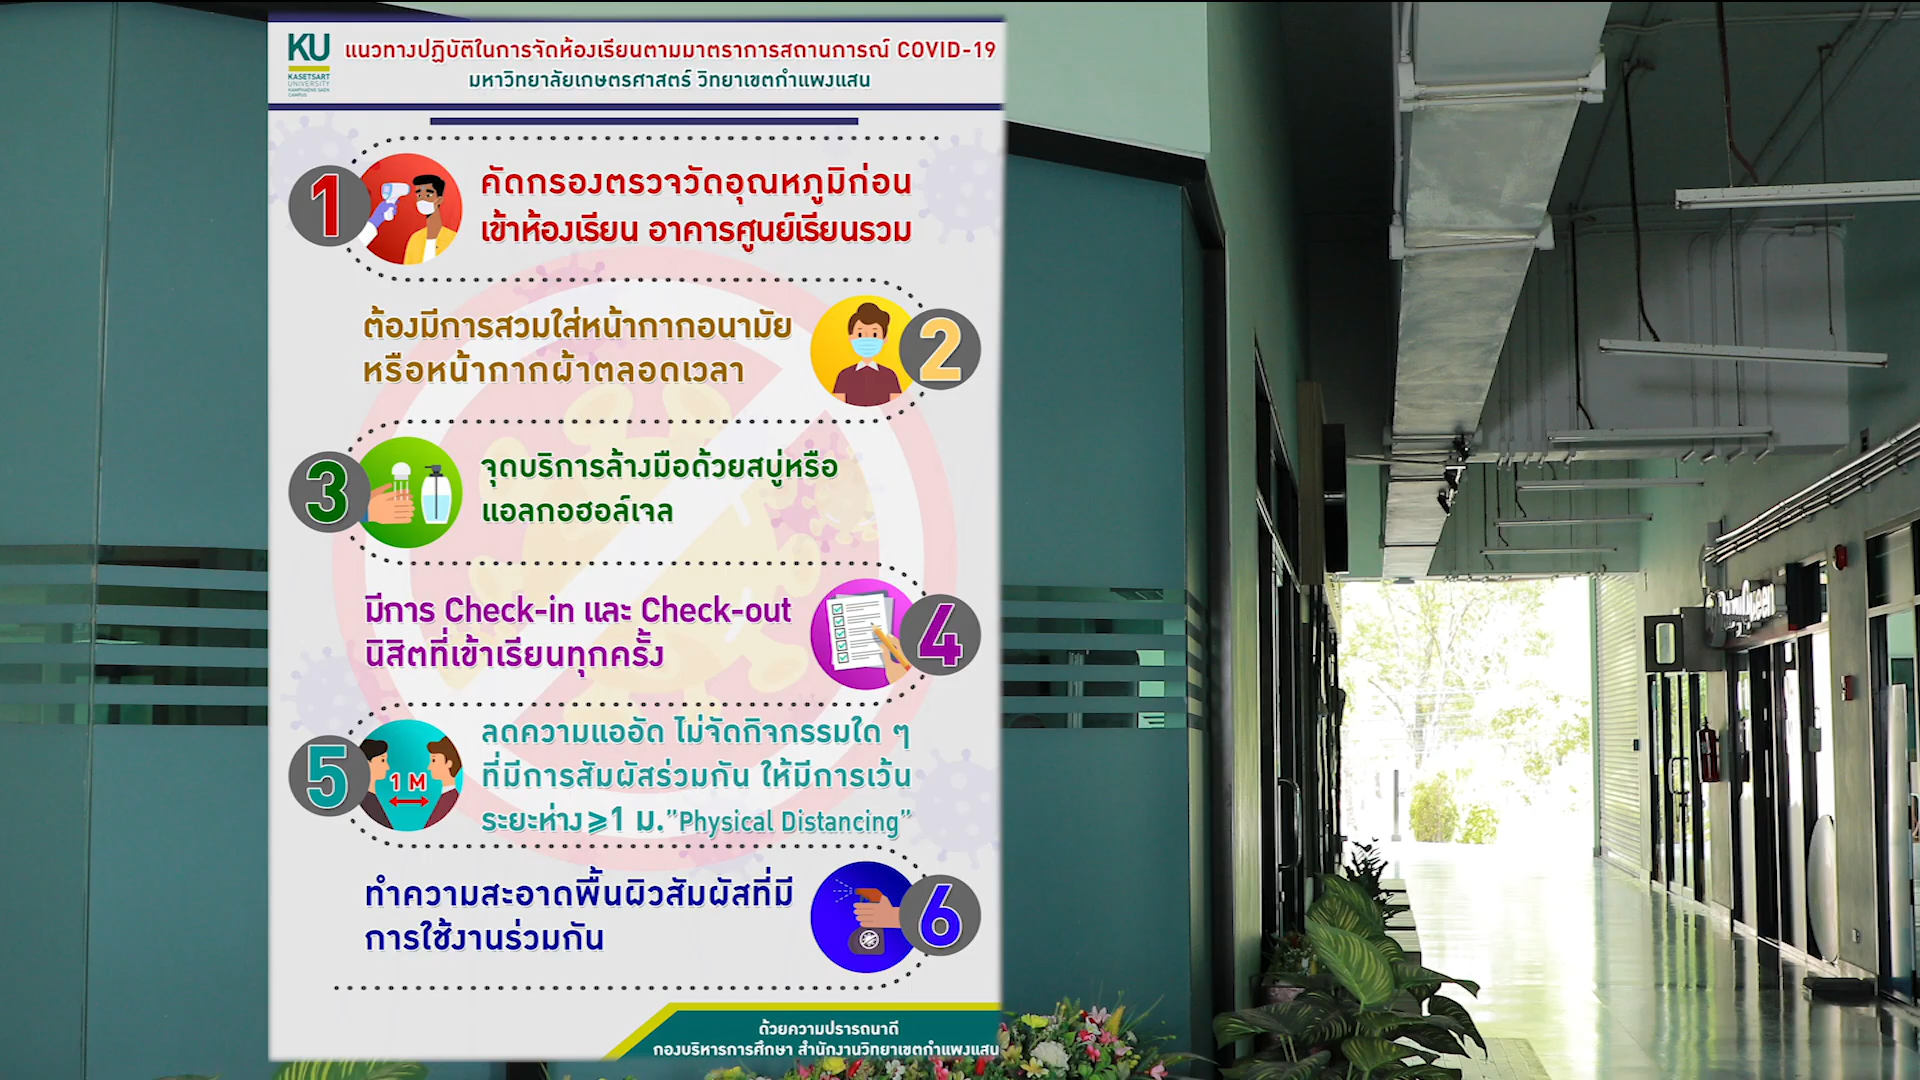 KU
KASETSART
UNIVERSITY
KAMPHAENG SAEN
CAMPUS
แนวทางปฏิบัติในการจัดห้องเรียนตามมาตราการสถานการณ์ COVID-19
มหาวิทยาลัยเกษตรศาสตร์ วิทยาเขตกำแพงแสน
1
คัดกรองตรวจวัดอุณหภูมิก่อน
เข้าห้องเรียน อาคารศูนย์เรียนรวม
ต้องมีการสวมใส่หน้ากากอนามัย
หรือหน้ากากผ้าตลอดเวลา
2
3
จุดบริการล้างมือด้วยสบู่หรือ
แอลกอฮอล์เจล
มีการ Check-in และ Check-out
นิสิตที่เข้าเรียนทุกครั้ง
4
5
1 M
ลดความแออัด ไม่จัดกิจกรรมใด ๆ
ที่มีการสัมผัสร่วมกัน ให้มีการเว้น
ระยะห่าง ⩾1 ม."Physical Distancing"
ทำความสะอาดพื้นผิวสัมผัสที่มี
การใช้งานร่วมกัน
6
ด้วยความปรารถนาดี
กองบริหารการศึกษา สำนักงานวิทยาเขตกำแพงแสน